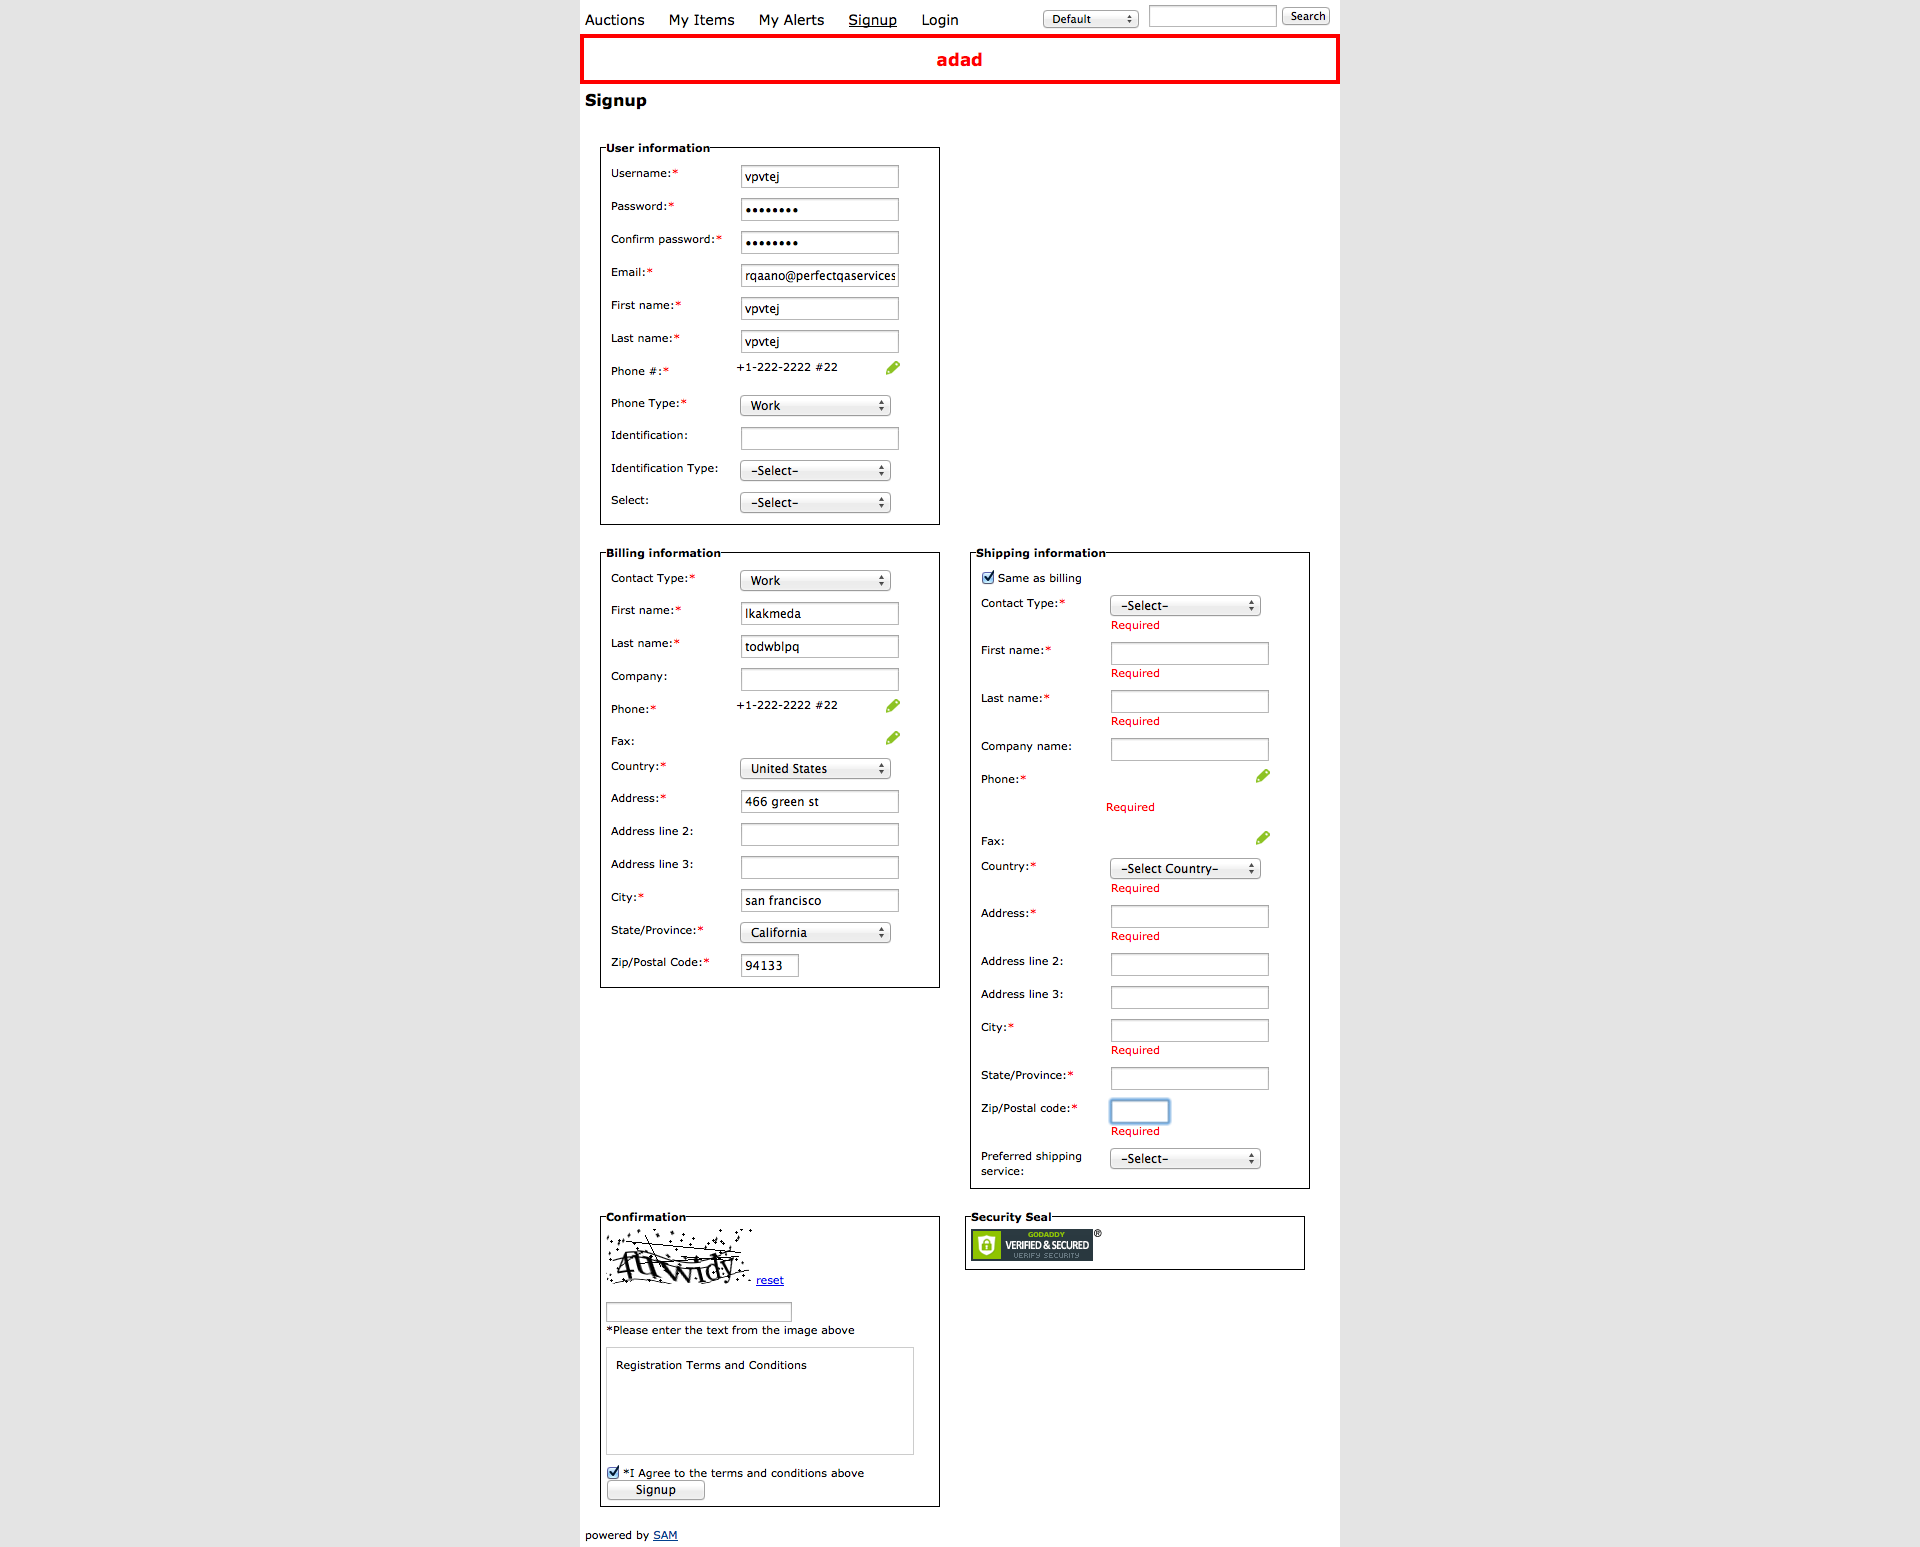 Auctions My Items My Alerts Signup Login Default Search
adad
Signup
User information
Username:* vpvtej
Password:* ••••••••
Confirm password:* ••••••••
Email:* rqaano@perfectqaservices
First name:* vpvtej
Last name:* vpvtej
Phone #:* +1-222-2222 #22
Phone Type:* Work
Identification:
Identification Type: -Select-
Select: -Select-
Billing information
Contact Type:* Work
First name:* lkakmeda
Last name:* todwblpq
Company:
Phone:* +1-222-2222 #22
Fax:
Country:* United States
Address:* 466 green st
Address line 2:
Address line 3:
City:* san francisco
State/Province:* California
Zip/Postal Code:* 94133
Shipping information
Same as billing
Contact Type:* -Select-
Required
First name:*
Required
Last name:*
Required
Company name:
Phone:*
Required
Fax:
Country:* -Select Country-
Required
Address:*
Required
Address line 2:
Address line 3:
City:*
Required
State/Province:*
Zip/Postal code:*
Required
Preferred shipping -Select-
service:
Confirmation
reset
*Please enter the text from the image above
Registration Terms and Conditions
*I Agree to the terms and conditions above
Signup
Security Seal
GODADDY
VERIFIED & SECURED
VERIFY SECURITY
®
powered by SAM